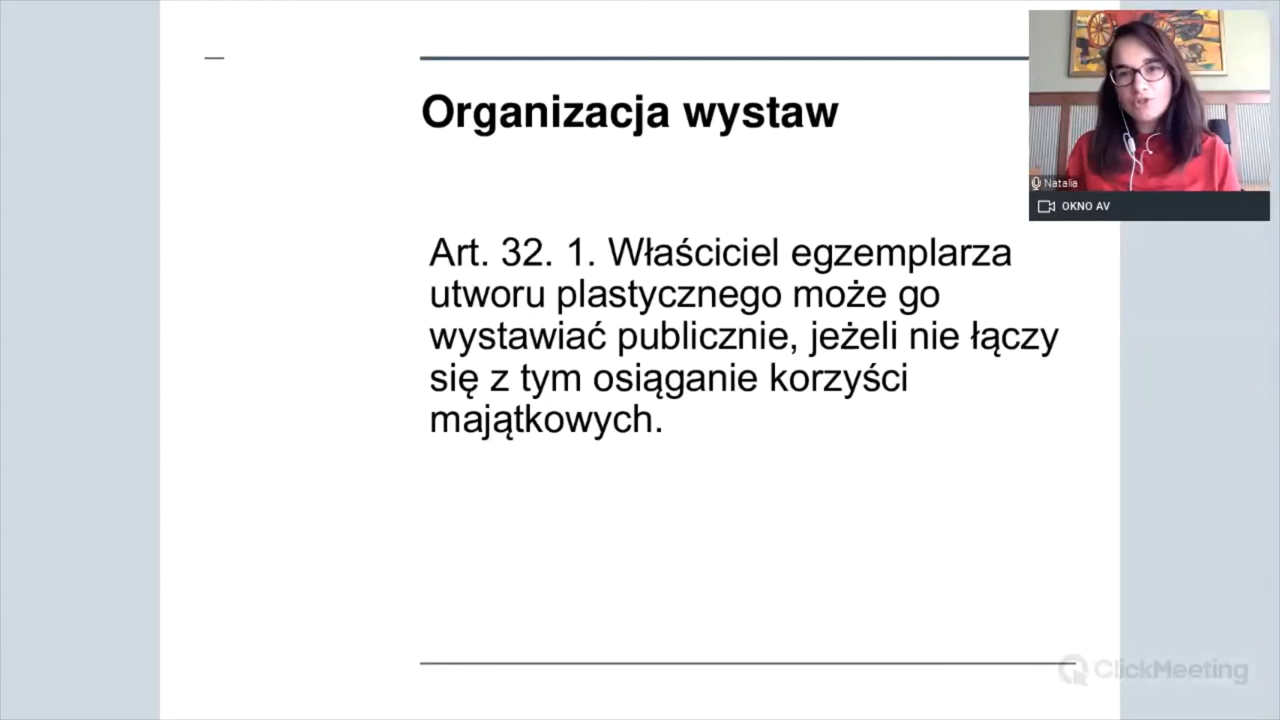 Organizacja wystaw
Art. 32. 1. Właściciel egzemplarza
utworu plastycznego może go
wystawiać publicznie, jeżeli nie łączy
się z tym osiąganie korzyści
majątkowych.
Natalia
OKNO AV
ClickMeeting